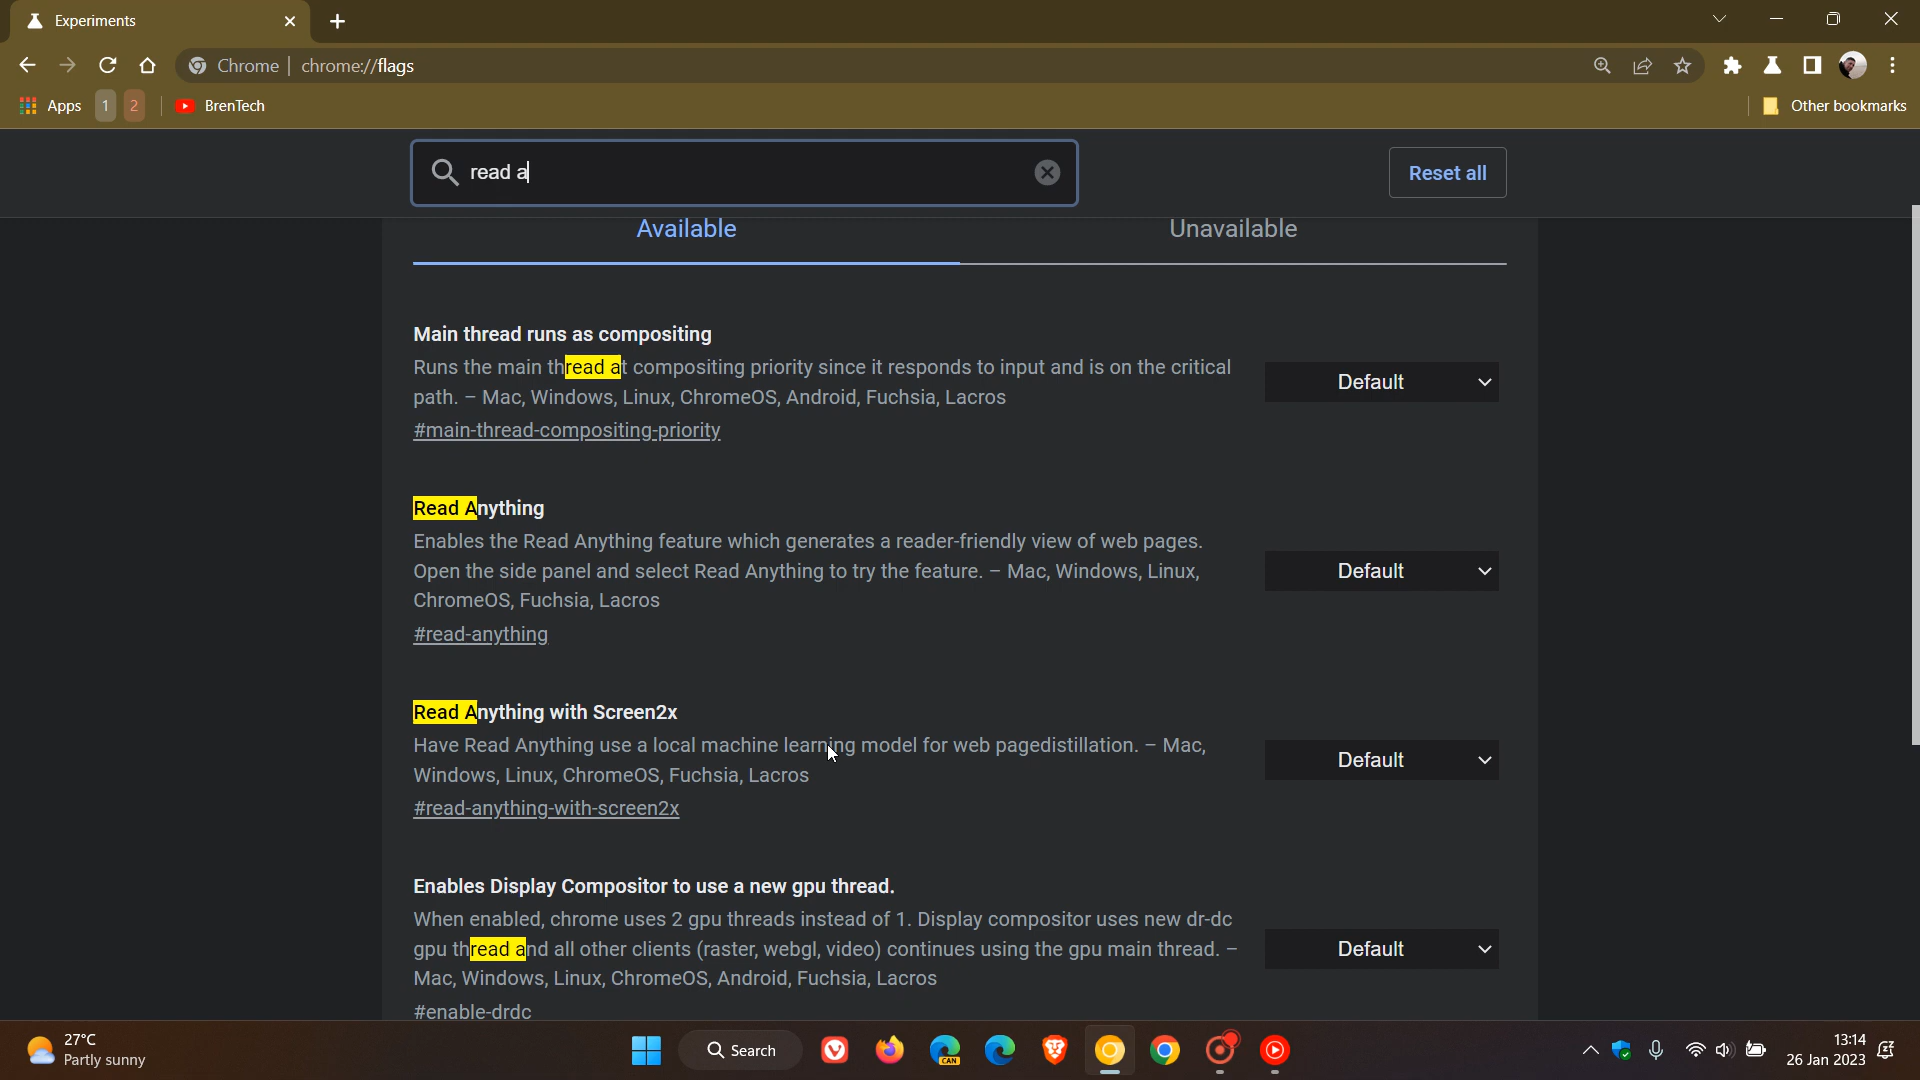 Experiments
Chrome | chrome://flags
Apps 1 2 BrenTech Other bookmarks
read a
Reset all
Available Unavailable
Main thread runs as compositing
Runs the main thread at compositing priority since it responds to input and is on the critical
path. – Mac, Windows, Linux, ChromeOS, Android, Fuchsia, Lacros
#main-thread-compositing-priority
Default
Read Anything
Enables the Read Anything feature which generates a reader-friendly view of web pages.
Open the side panel and select Read Anything to try the feature. – Mac, Windows, Linux,
ChromeOS, Fuchsia, Lacros
#read-anything
Default
Read Anything with Screen2x
Have Read Anything use a local machine learning model for web pagedistillation. – Mac,
Windows, Linux, ChromeOS, Fuchsia, Lacros
#read-anything-with-screen2x
Default
Enables Display Compositor to use a new gpu thread.
When enabled, chrome uses 2 gpu threads instead of 1. Display compositor uses new dr-dc
gpu thread and all other clients (raster, webgl, video) continues using the gpu main thread. –
Mac, Windows, Linux, ChromeOS, Android, Fuchsia, Lacros
#enable-drdc
Default
27°C
Partly sunny
Search
CAN
13:14
26 Jan 2023